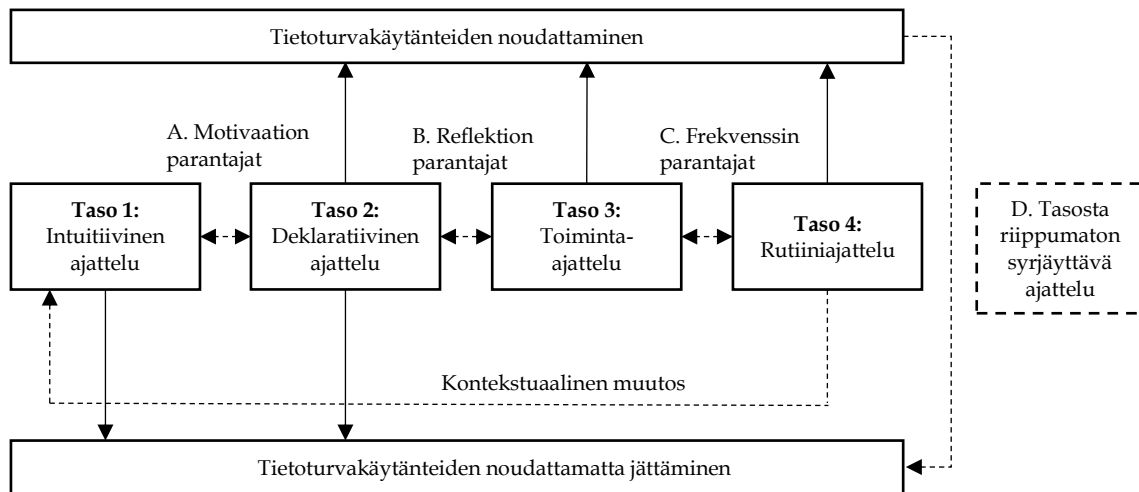 Tietoturvakäytänteiden noudattaminen
A. Motivaation
parantajat
B. Reflektion
parantajat
C. Frekvenssin
parantajat
Taso 1:
Intuitiivinen
ajattelu
Taso 2:
Deklaratiivinen
ajattelu
Taso 3:
Toiminta-
ajattelu
Taso 4:
Rutiiniajattelu
D. Tasosta
riippumaton
syrjäyttävä
ajattelu
Kontekstuaalinen muutos
Tietoturvakäytänteiden noudattamatta jättäminen